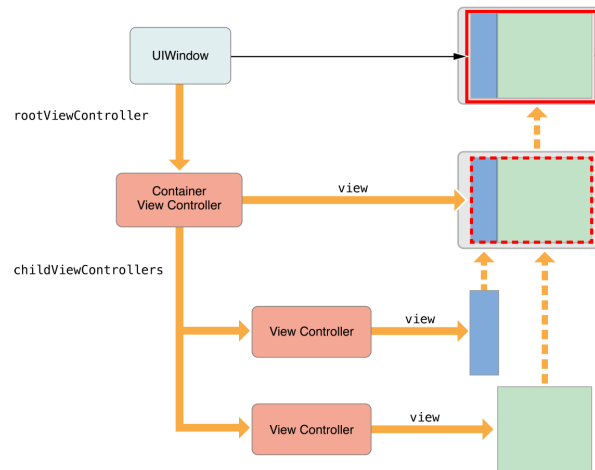 UIWindow
rootViewController
Container
View Controller
view
childViewControllers
View Controller
view
View Controller
view